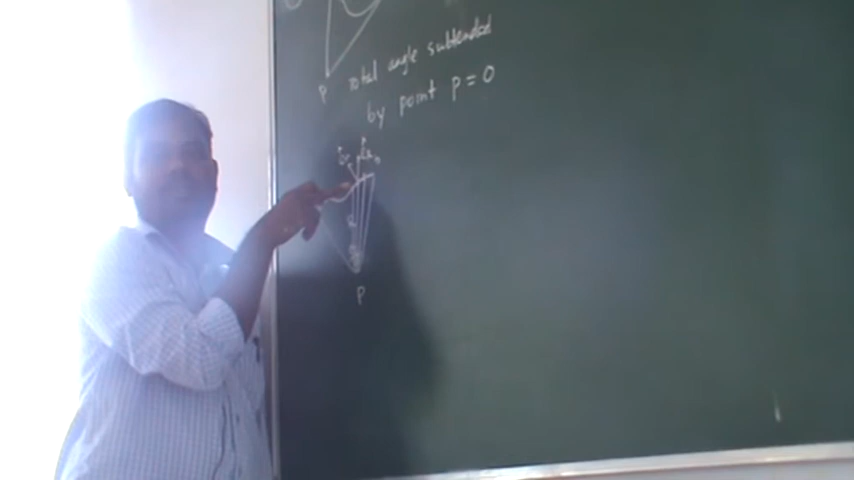 P
Total angle subtended
by point P = 0
P